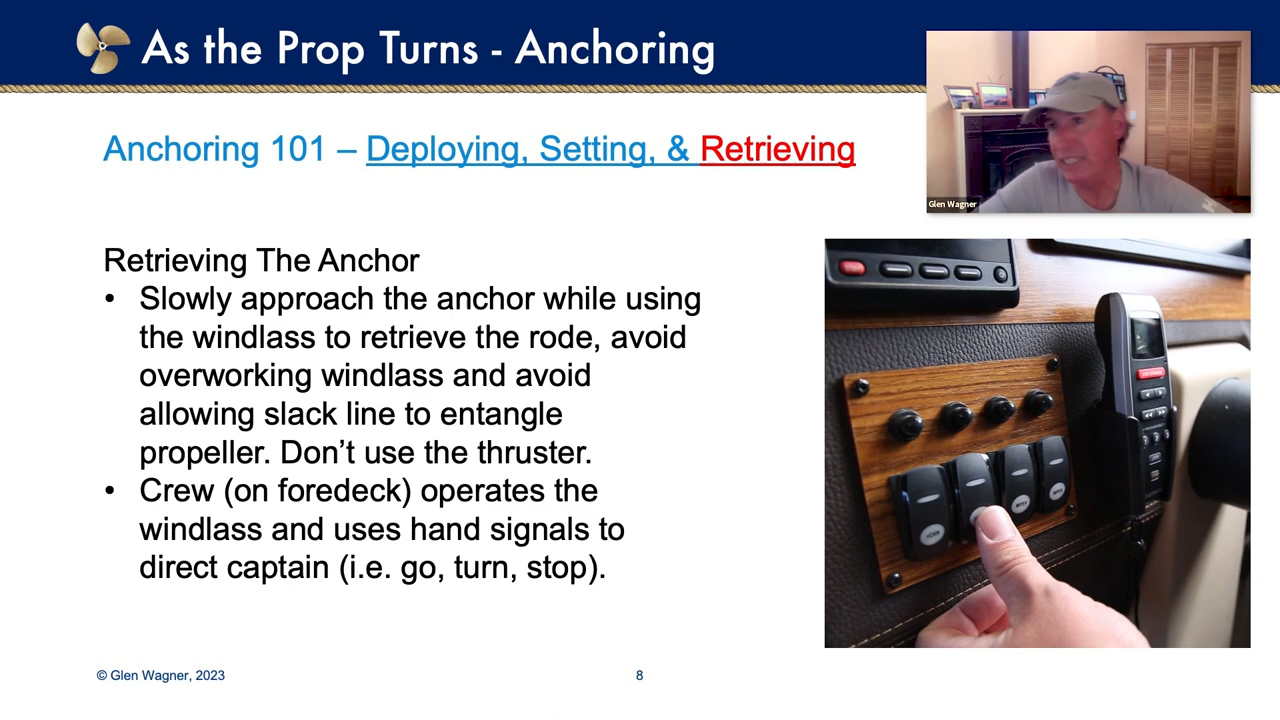 As the Prop Turns - Anchoring
Anchoring 101 – Deploying, Setting, & Retrieving
Glen Wagner
Retrieving The Anchor
• Slowly approach the anchor while using
the windlass to retrieve the rode, avoid
overworking windlass and avoid
allowing slack line to entangle
propeller. Don’t use the thruster.
• Crew (on foredeck) operates the
windlass and uses hand signals to
direct captain (i.e. go, turn, stop).
HORN
WIPER
WIPER
© Glen Wagner, 2023
8